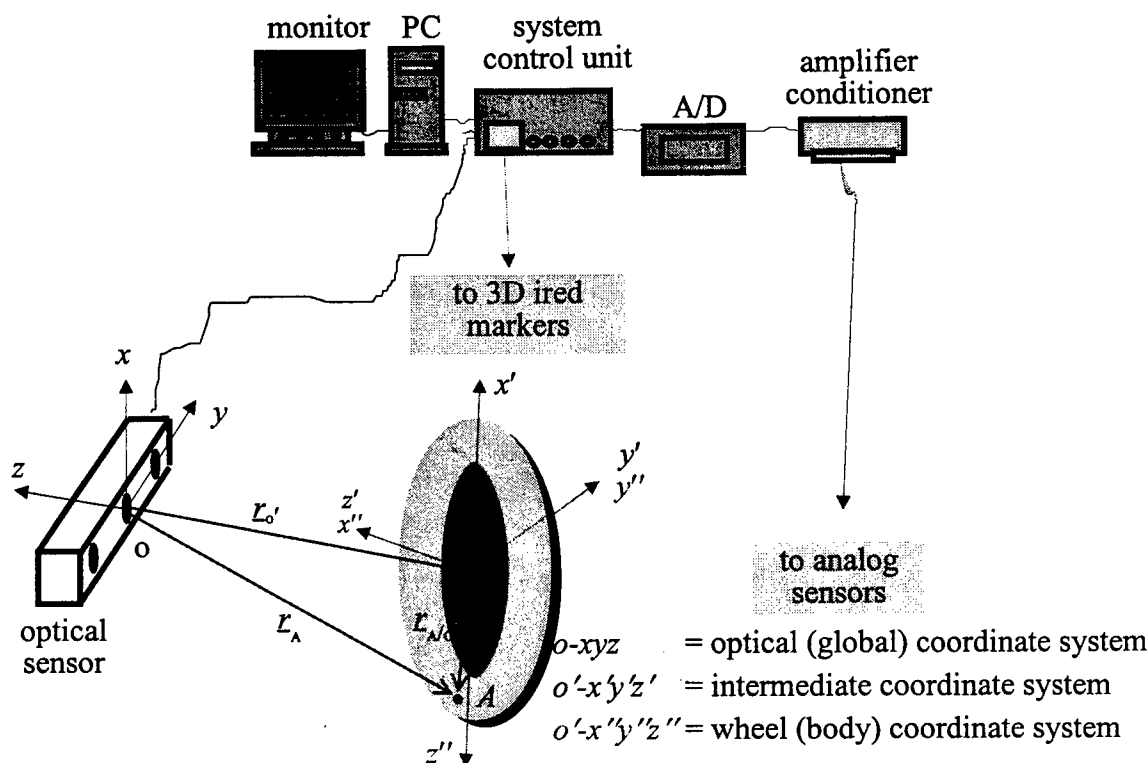 monitor PC system
control unit
amplifier
conditioner
A/D
to 3D ired
markers
x
y
z
o
optical
sensor
r_o'
r_A
x'
y'
y''
z'
x''
A
z''
to analog
sensors
o-xyz = optical (global) coordinate system
o'-x'y'z' = intermediate coordinate system
o'-x''y''z'' = wheel (body) coordinate system